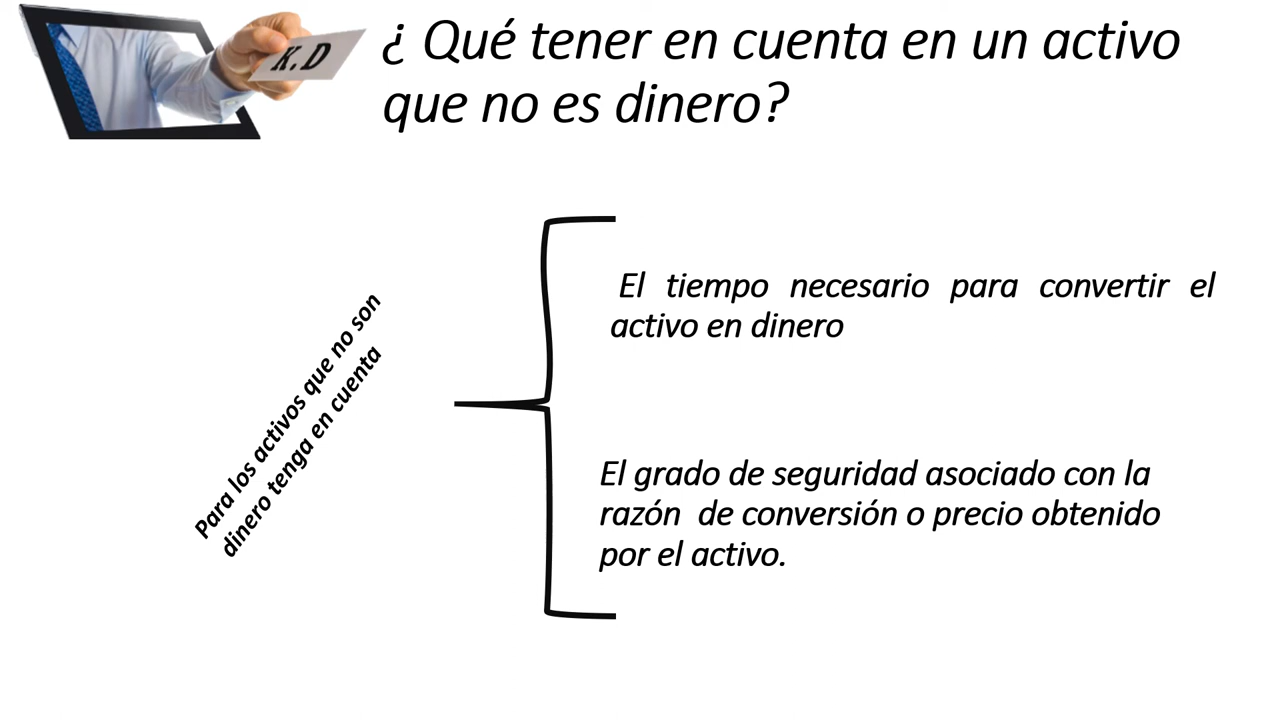 K.D
¿ Qué tener en cuenta en un activo
que no es dinero?
Para los activos que no son
dinero tenga en cuenta
El tiempo necesario para convertir el
activo en dinero
El grado de seguridad asociado con la
razón de conversión o precio obtenido
por el activo.